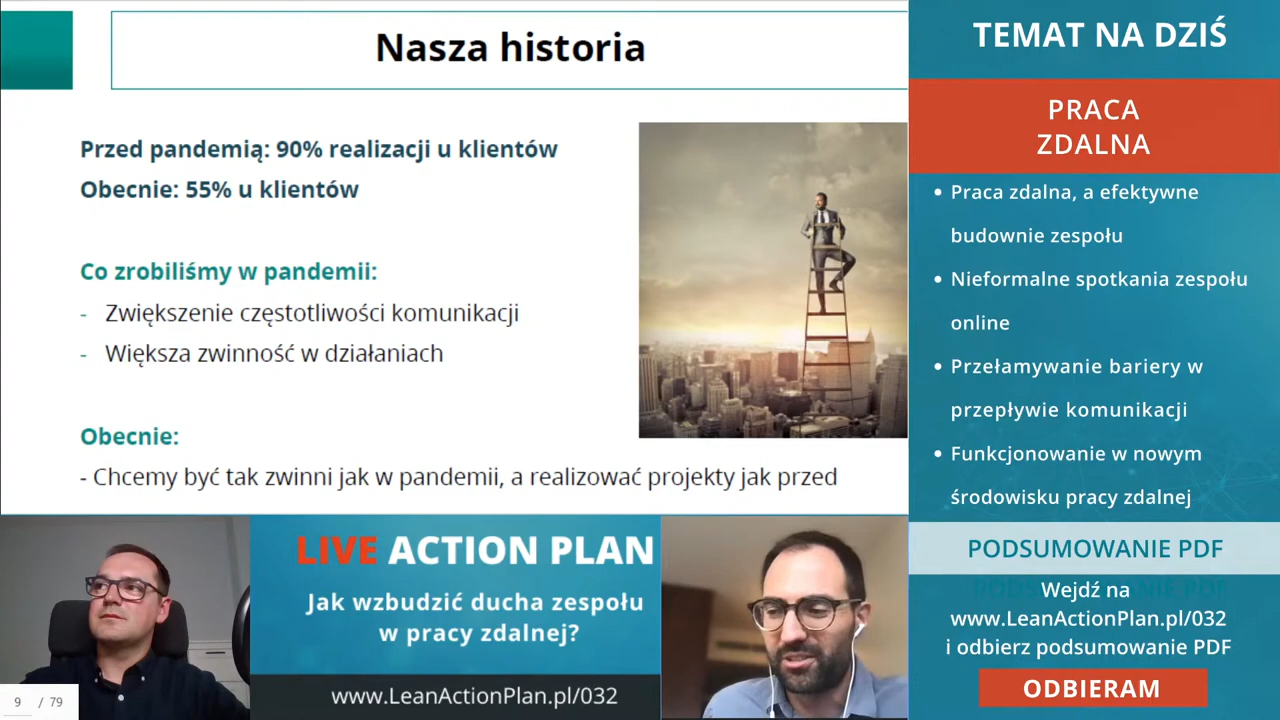 Nasza historia
Przed pandemią: 90% realizacji u klientów
Obecnie: 55% u klientów
Co zrobiliśmy w pandemii:
- Zwiększenie częstotliwości komunikacji
- Większa zwinność w działaniach
Obecnie:
- Chcemy być tak zwinni jak w pandemii, a realizować projekty jak przed
TEMAT NA DZIŚ
PRACA
ZDALNA
• Praca zdalna, a efektywne
budownie zespołu
• Nieformalne spotkania zespołu
online
• Przełamywanie bariery w
przepływie komunikacji
• Funkcjonowanie w nowym
środowisku pracy zdalnej
PODSUMOWANIE PDF
PODSUMOWANIE PDF
Wejdź na
www.LeanActionPlan.pl/032
i odbierz podsumowanie PDF
ODBIERAM
LIVE ACTION PLAN
Jak wzbudzić ducha zespołu
w pracy zdalnej?
www.LeanActionPlan.pl/032
9 / 79